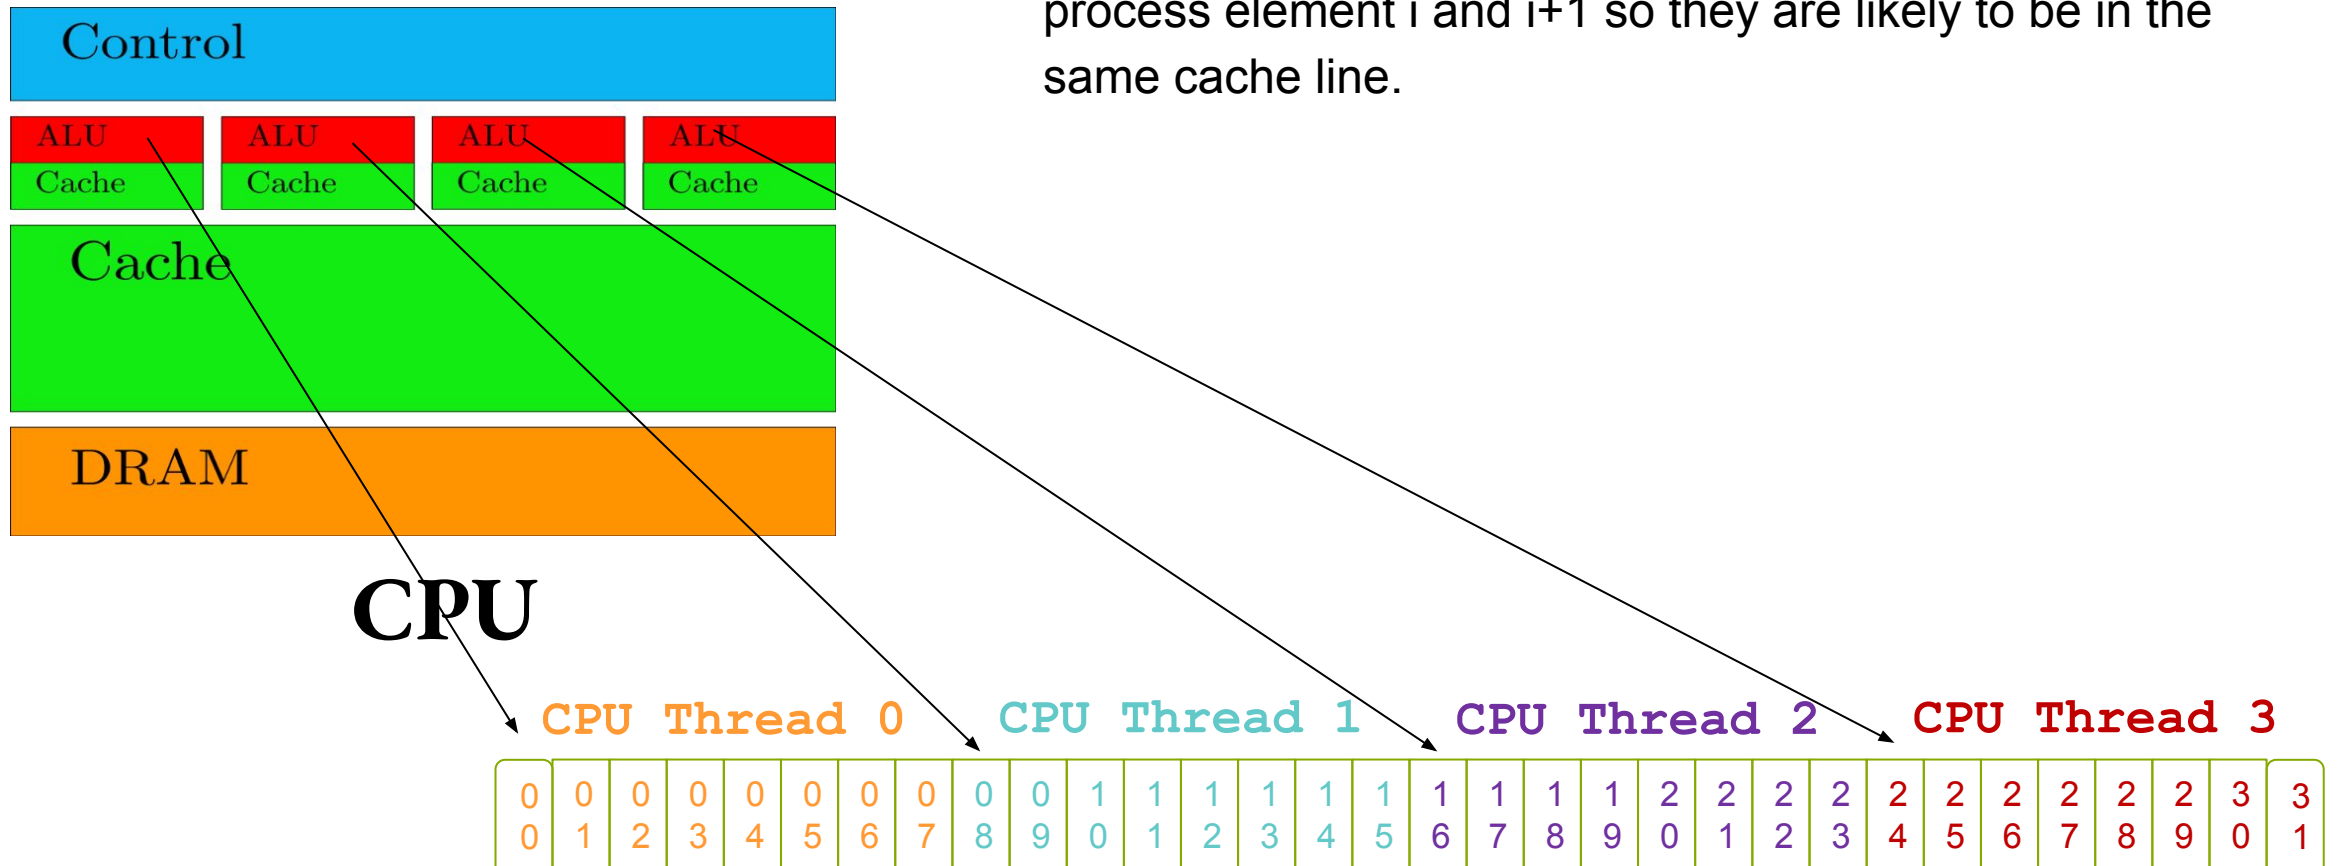 process element i and i+1 so they are likely to be in the
same cache line.
Control
ALU ALU ALU ALU
Cache Cache Cache Cache
Cache
DRAM
CPU
CPU Thread 0 CPU Thread 1 CPU Thread 2 CPU Thread 3
0 0 0 0 0 0 0 0 0 0 1 1 1 1 1 1 1 1 1 1 2 2 2 2 2 2 2 2 2 2 3 3
0 1 2 3 4 5 6 7 8 9 0 1 2 3 4 5 6 7 8 9 0 1 2 3 4 5 6 7 8 9 0 1